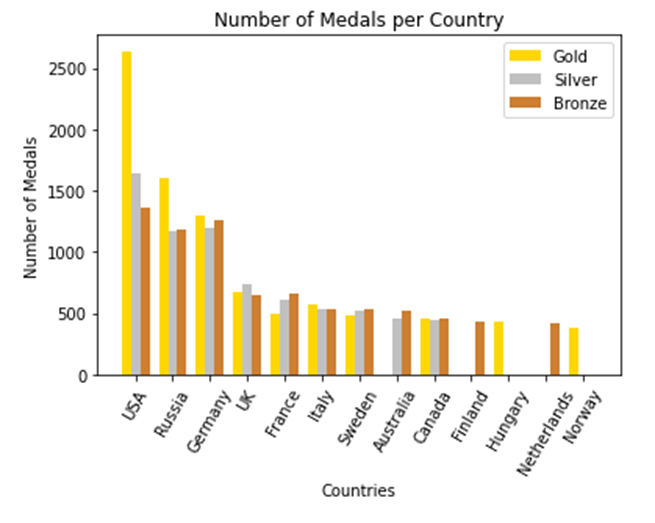 Number of Medals per Country
Gold
Silver
Bronze
Number of Medals
2500
2000
1500
1000
500
0
USA
Russia
Germany
UK
France
Italy
Sweden
Australia
Canada
Finland
Hungary
Netherlands
Norway
Countries